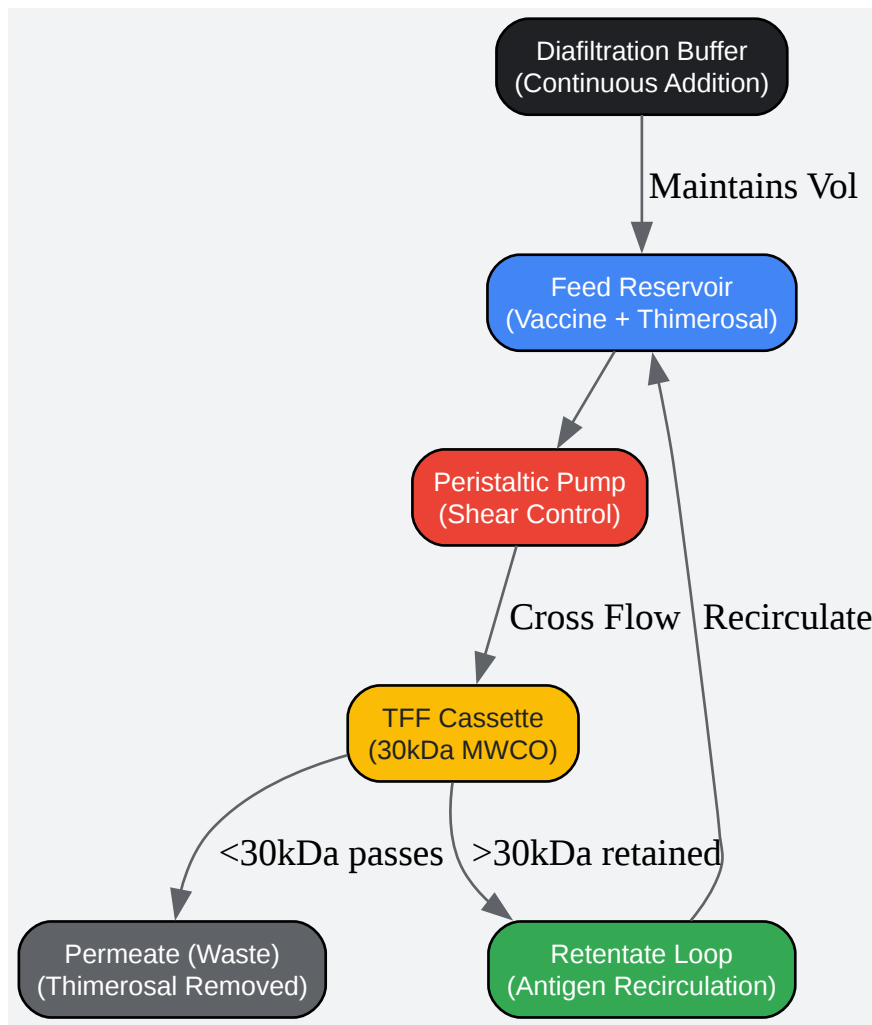 Diafiltration Buffer
(Continuous Addition)
Maintains Vol
Feed Reservoir
(Vaccine + Thimerosal)
Peristaltic Pump
(Shear Control)
Cross Flow
Recirculate
TFF Cassette
(30kDa MWCO)
<30kDa passes
>30kDa retained
Permeate (Waste)
(Thimerosal Removed)
Retentate Loop
(Antigen Recirculation)